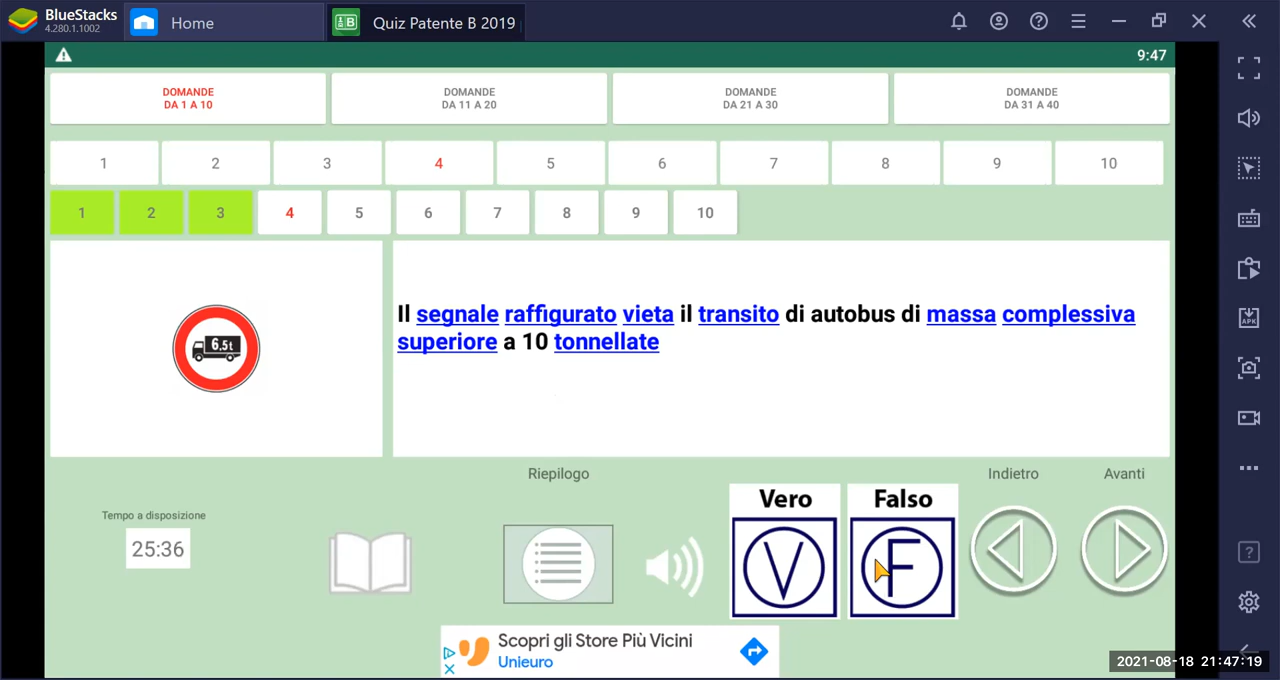 BlueStacks
4.280.1.1002
Home
Quiz Patente B 2019
9:47
DOMANDE
DA 1 A 10
DOMANDE
DA 11 A 20
DOMANDE
DA 21 A 30
DOMANDE
DA 31 A 40
1 2 3 4 5 6 7 8 9 10
1 2 3 4 5 6 7 8 9 10
6,5t
Il segnale raffigurato vieta il transito di autobus di massa complessiva
superiore a 10 tonnellate
Riepilogo
Indietro
Avanti
Vero
Falso
V
F
Tempo a disposizione
25:36
Scopri gli Store Più Vicini
Unieuro
APK
2021-08-18 21:47:19